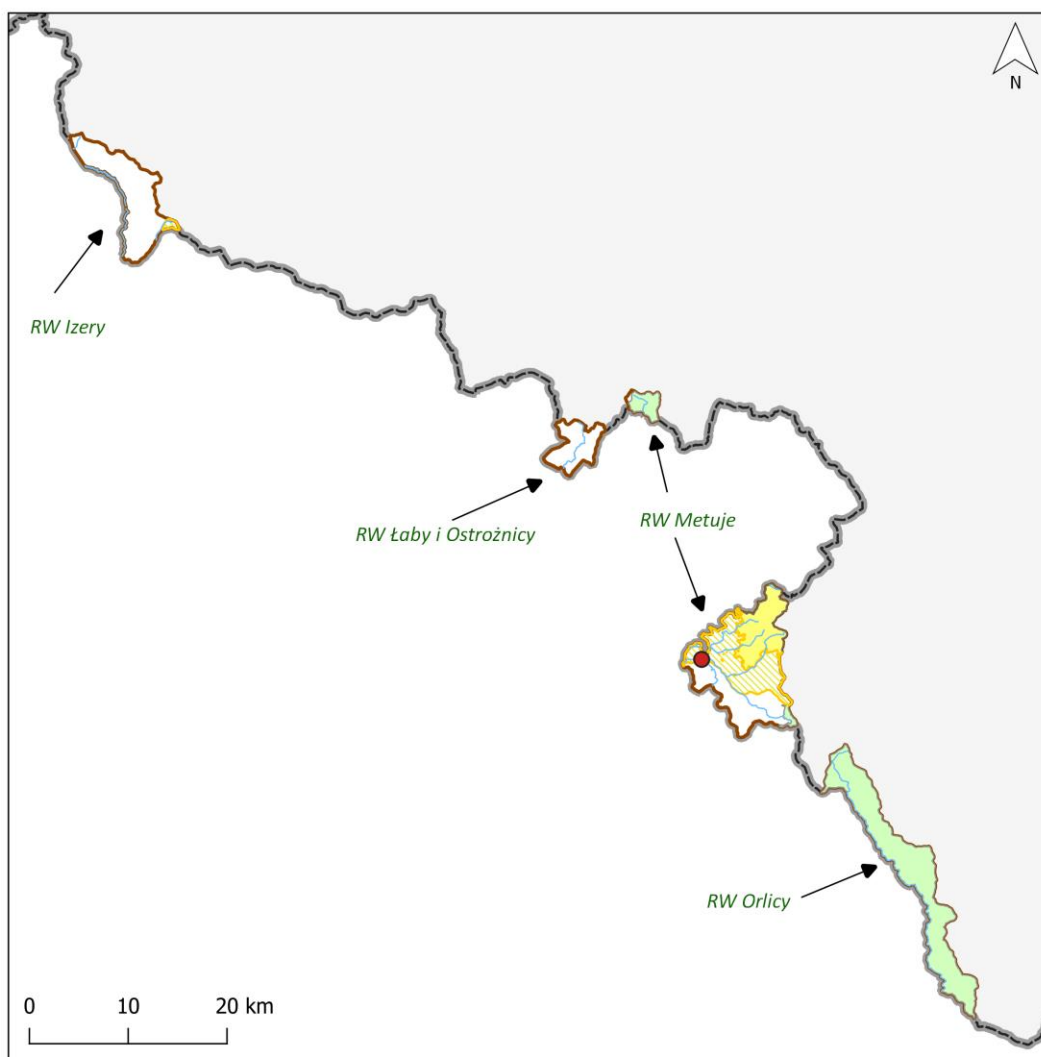 N
RW Izery
RW Łaby i Ostrożnicy
RW Metuje
RW Orlicy
0 10 20 km